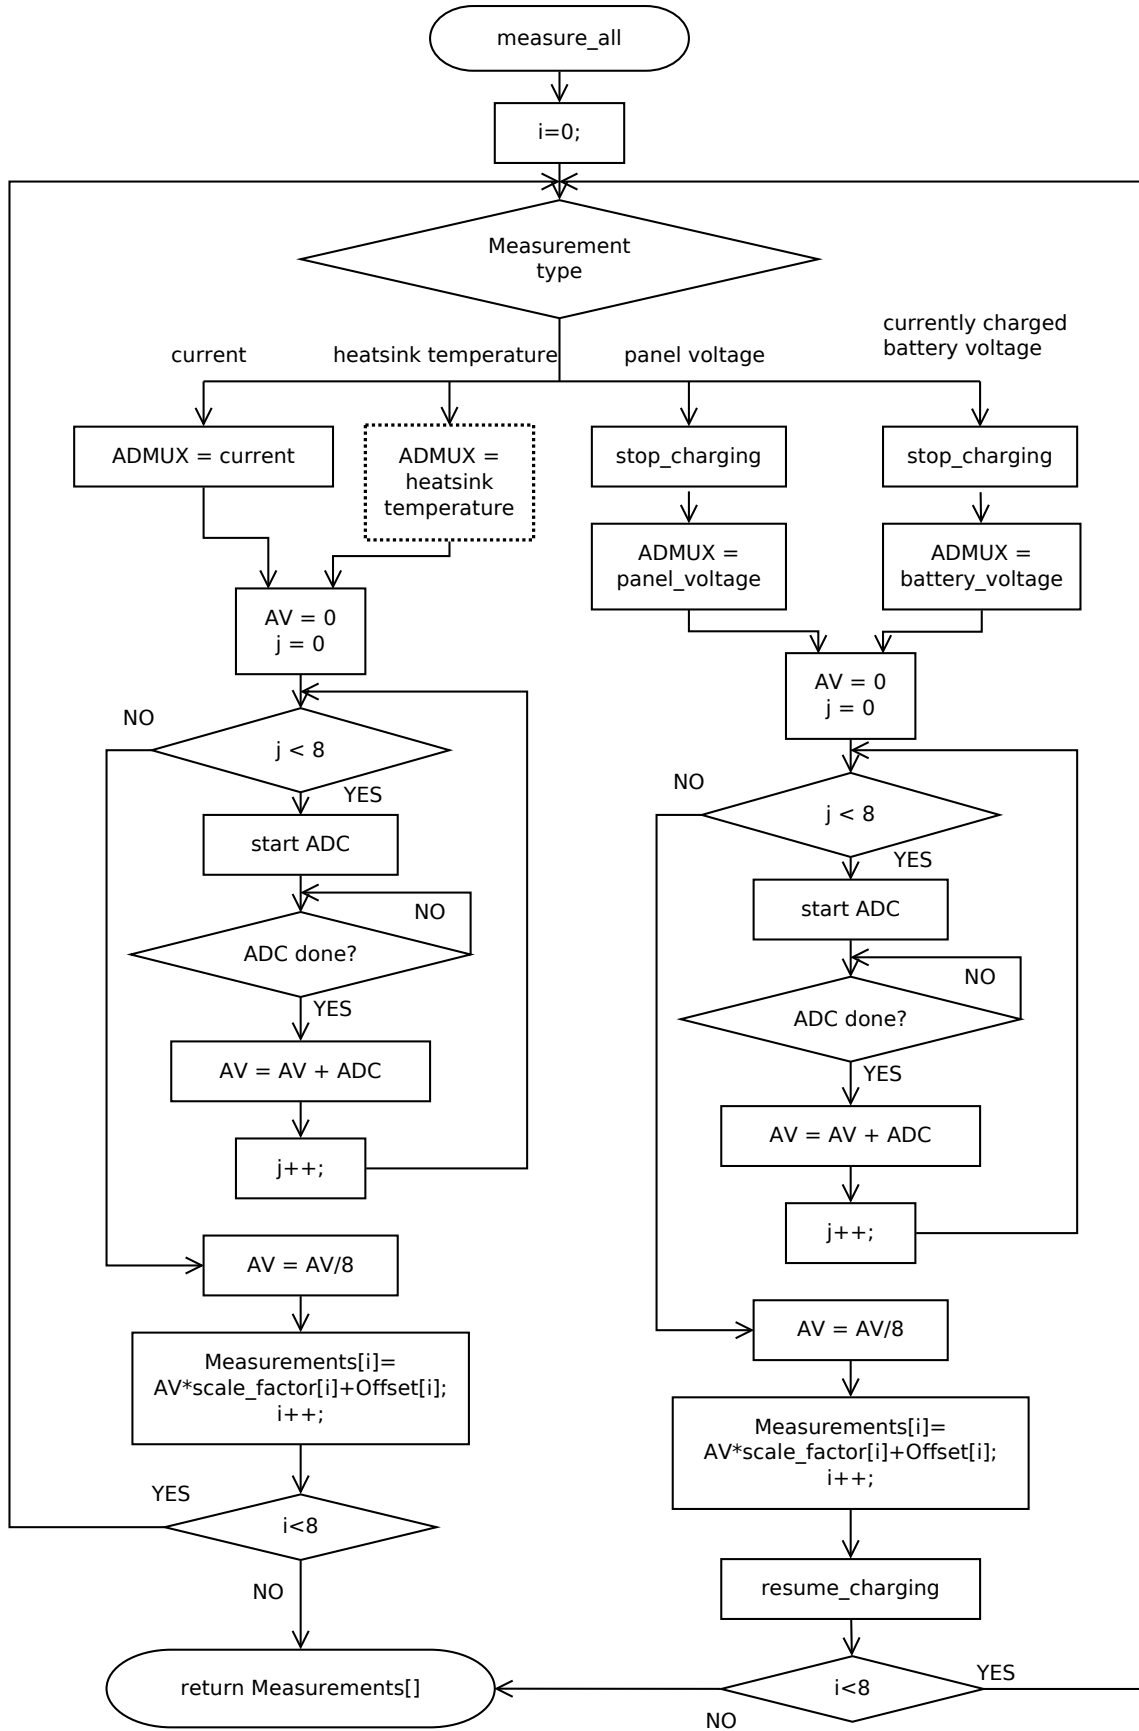 measure_all
i=0;
Measurement
type
current
heatsink temperature
panel voltage
currently charged
battery voltage
ADMUX = current
ADMUX =
heatsink
temperature
stop_charging
stop_charging
ADMUX =
panel_voltage
ADMUX =
battery_voltage
AV = 0
j = 0
NO
j < 8
YES
start ADC
NO
ADC done?
YES
AV = AV + ADC
j++;
AV = AV/8
Measurements[i]=
AV*scale_factor[i]+Offset[i];
i++;
YES
i<8
NO
return Measurements[]
AV = 0
j = 0
NO
j < 8
YES
start ADC
NO
ADC done?
YES
AV = AV + ADC
j++;
AV = AV/8
Measurements[i]=
AV*scale_factor[i]+Offset[i];
i++;
resume_charging
i<8
YES
NO